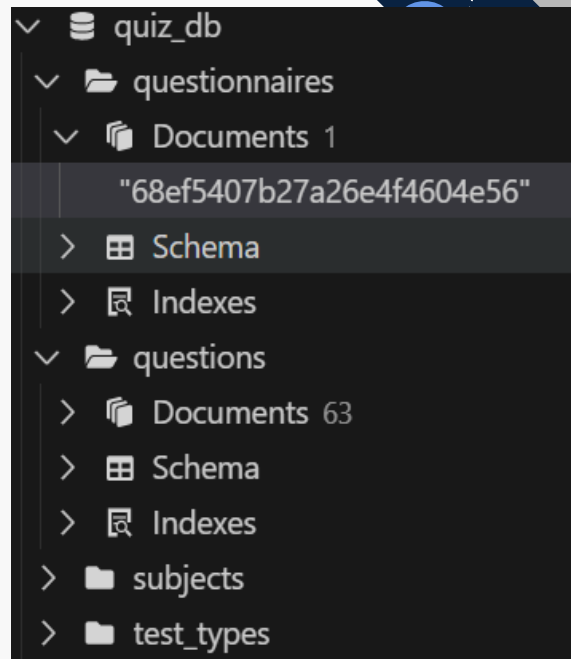 quiz_db
questionnaires
Documents 1
"68ef5407b27a26e4f4604e56"
Schema
Indexes
questions
Documents 63
Schema
Indexes
subjects
test_types